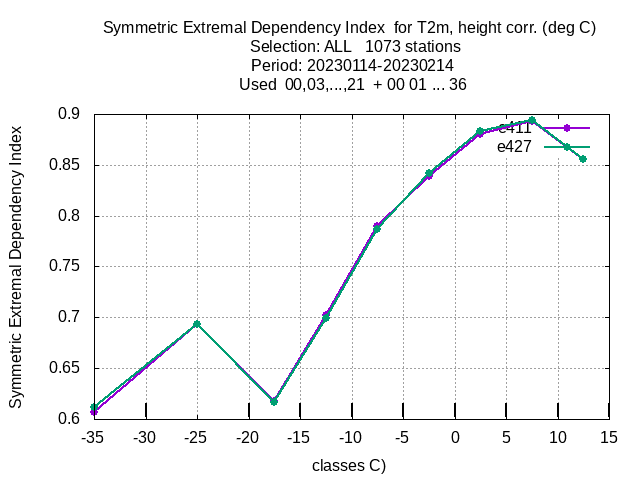 Symmetric Extremal Dependency Index  for T2m, height corr. (deg C)
Selection: ALL   1073 stations
Period: 20230114-20230214
Used  00,03,...,21  + 00 01 ... 36
Symmetric Extremal Dependency Index
0.9
0.85
0.8
0.75
0.7
0.65
0.6
e411
e427
-35 -30 -25 -20 -15 -10 -5 0 5 10 15
classes C)